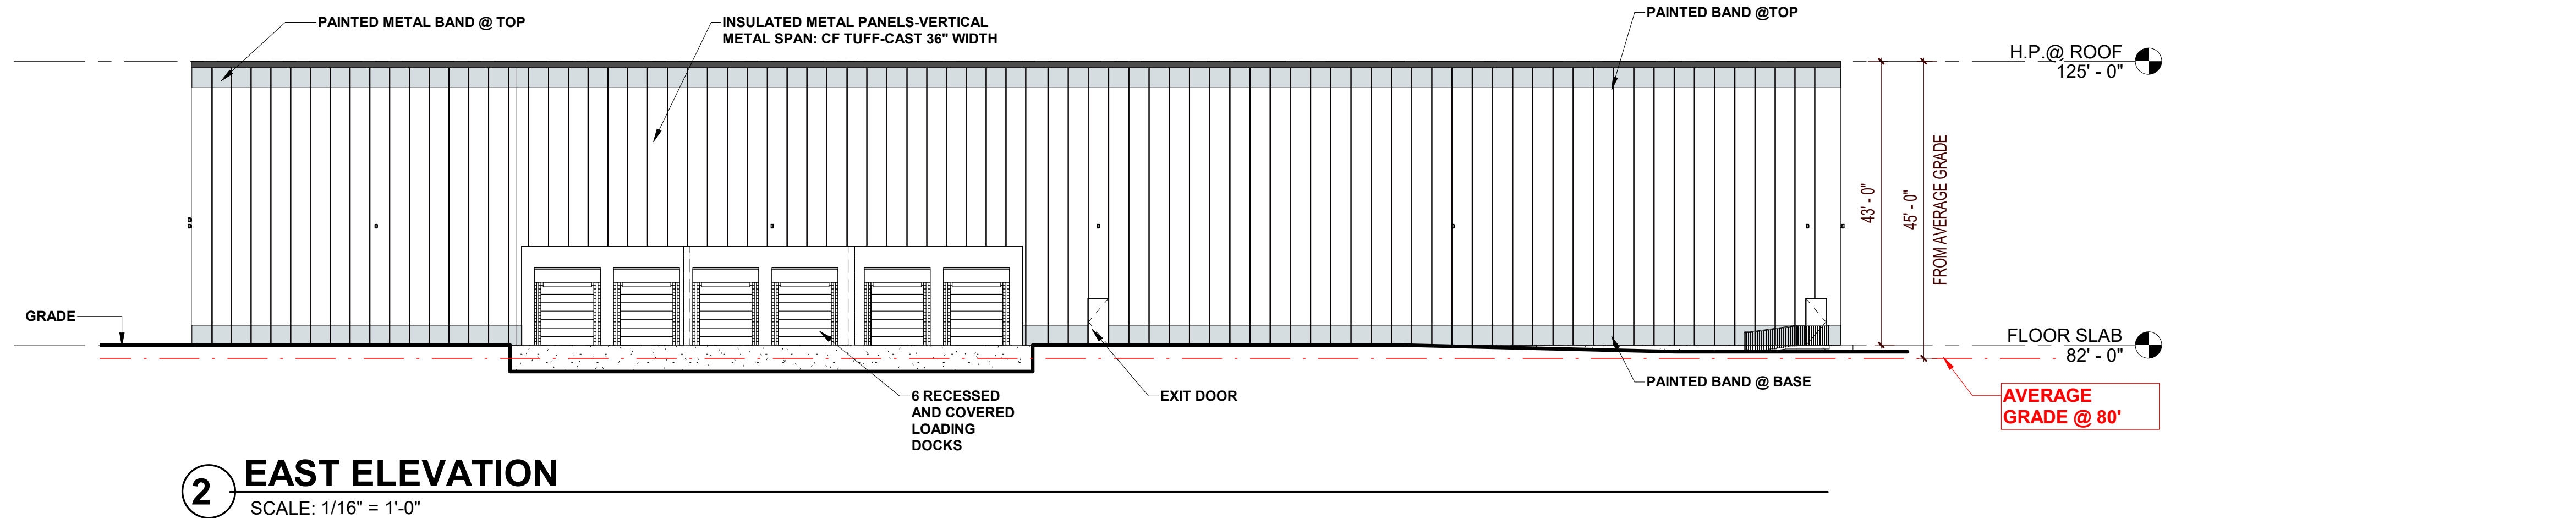 PAINTED METAL BAND @ TOP
INSULATED METAL PANELS-VERTICAL
METAL SPAN: CF TUFF-CAST 36" WIDTH
PAINTED BAND @TOP
H.P.@ ROOF
125' - 0"
43' - 0"
45' - 0"
FROM AVERAGE GRADE
GRADE
FLOOR SLAB
82' - 0"
6 RECESSED
AND COVERED
LOADING
DOCKS
EXIT DOOR
PAINTED BAND @ BASE
AVERAGE
GRADE @ 80'
2
EAST ELEVATION
SCALE: 1/16" = 1'-0"